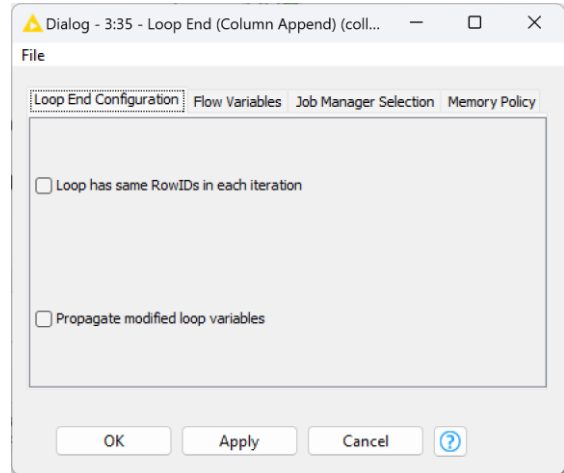 Dialog - 3:35 - Loop End (Column Append) (coll...
File
Loop End Configuration Flow Variables Job Manager Selection Memory Policy
Loop has same RowIDs in each iteration
Propagate modified loop variables
OK Apply Cancel ?